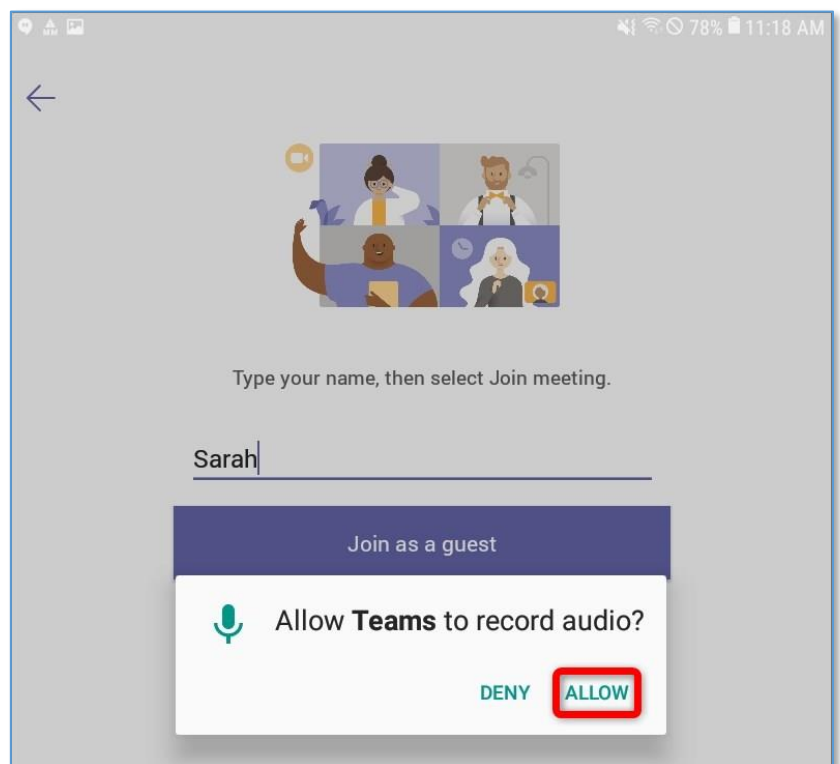 78% 11:18 AM
Type your name, then select Join meeting.
Sarah
Join as a guest
Allow Teams to record audio?
DENY ALLOW